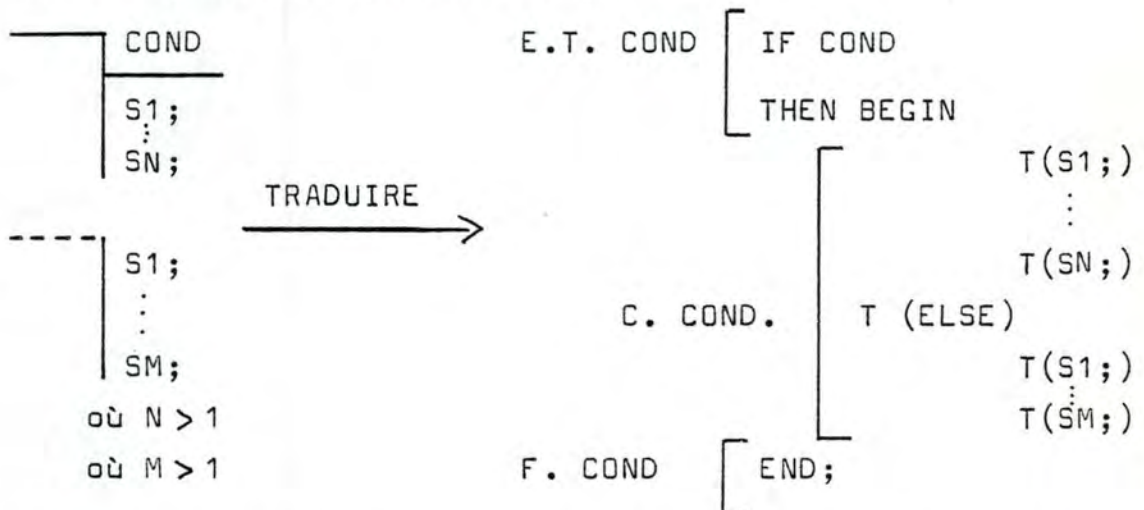 COND
S1;
SN;
S1;
SM;
où N > 1
où M > 1
TRADUIRE
E.T. COND
IF COND
THEN BEGIN
C. COND.
T(S1;)
T(SN;)
T (ELSE)
T(S1;)
T(SM;)
F. COND
END;